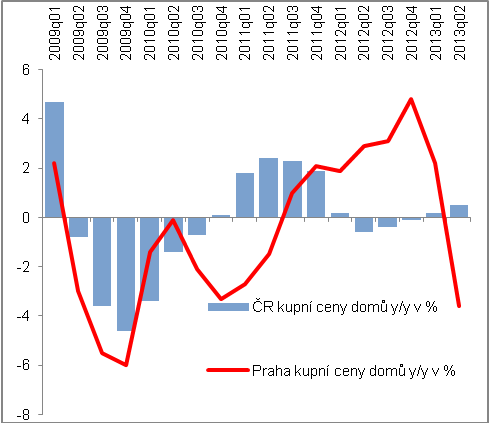 2009q01
2009q02
2009q03
2009q04
2010q01
2010q02
2010q03
2010q04
2011q01
2011q02
2011q03
2011q04
2012q01
2012q02
2012q03
2012q04
2013q01
2013q02
6
4
2
0
-2
-4
-6
-8
ČR kupní ceny domů y/y v %
Praha kupní ceny domů y/y v %